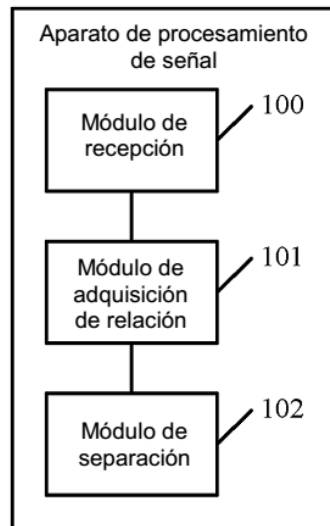 Aparato de procesamiento
de señal
100
Módulo de
recepción
101
Módulo de
adquisición
de relación
102
Módulo de
separación